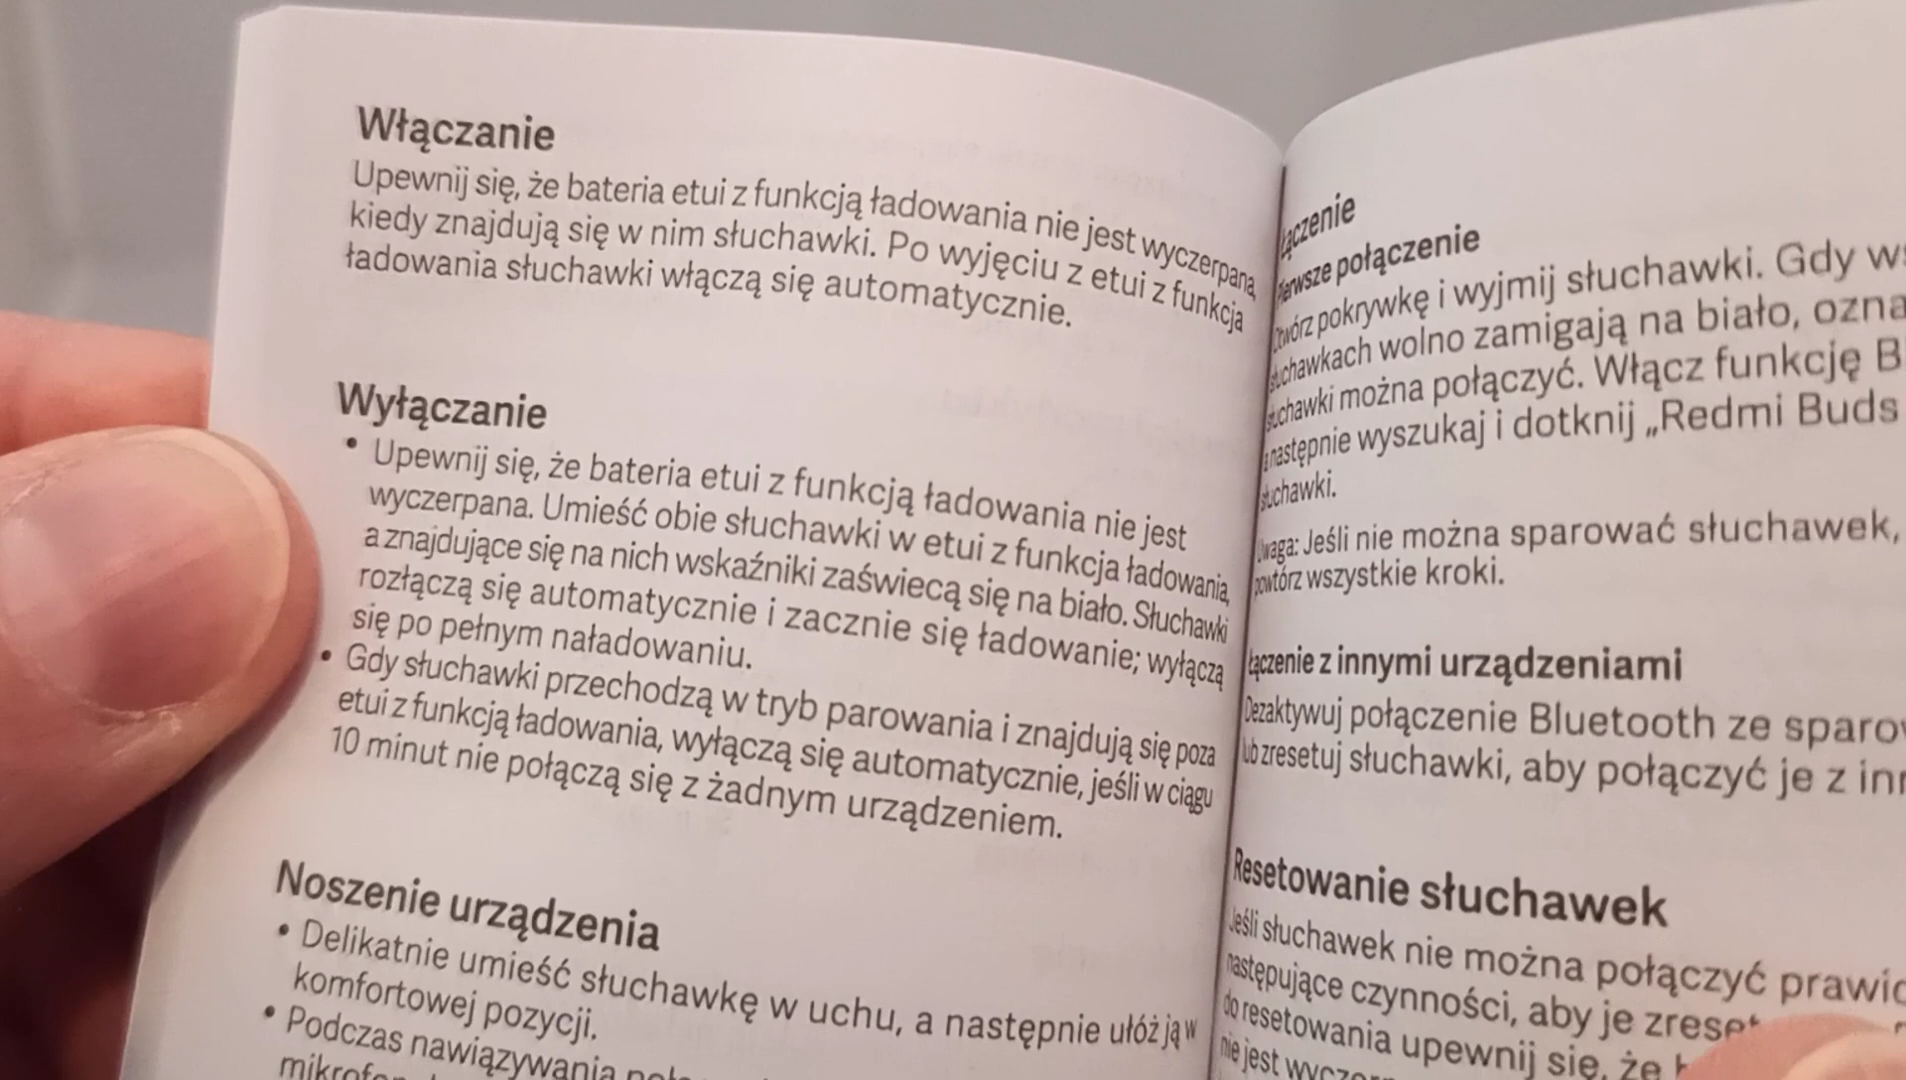 Włączanie
Upewnij się, że bateria etui z funkcją ładowania nie jest wyczerpana,
kiedy znajdują się w nim słuchawki. Po wyjęciu z etui z funkcja
ładowania słuchawki włączą się automatycznie.
Wyłączanie
• Upewnij się, że bateria etui z funkcją ładowania nie jest
wyczerpana. Umieść obie słuchawki w etui z funkcja ładowania,
a znajdujące się na nich wskaźniki zaświecą się na biało. Słuchawki
rozłączą się automatycznie i zacznie się ładowanie; wyłączą
się po pełnym naładowaniu.
• Gdy słuchawki przechodzą w tryb parowania i znajdują się poza
etui z funkcją ładowania, wyłączą się automatycznie, jeśli w ciągu
10 minut nie połączą się z żadnym urządzeniem.
Noszenie urządzenia
• Delikatnie umieść słuchawkę w uchu, a następnie ułóż ją w
komfortowej pozycji.
• Podczas nawiązywania
połączenie
pokrywkę i wyjmij słuchawki. Gdy
wolno zamigają na biało,
można połączyć. Włącz funkcję
następnie wyszukaj i dotknij „Redmi Buds
słuchawki.
Uwaga: Jeśli nie można sparować słuchawek,
powtórz wszystkie kroki.
Łączenie z innymi urządzeniami
Dezaktywuj połączenie Bluetooth ze
lub zresetuj słuchawki, aby połączyć je z
Resetowanie słuchawek
Jeśli słuchawek nie można połączyć
następujące czynności, aby je
do resetowania upewnij się, że
nie jest